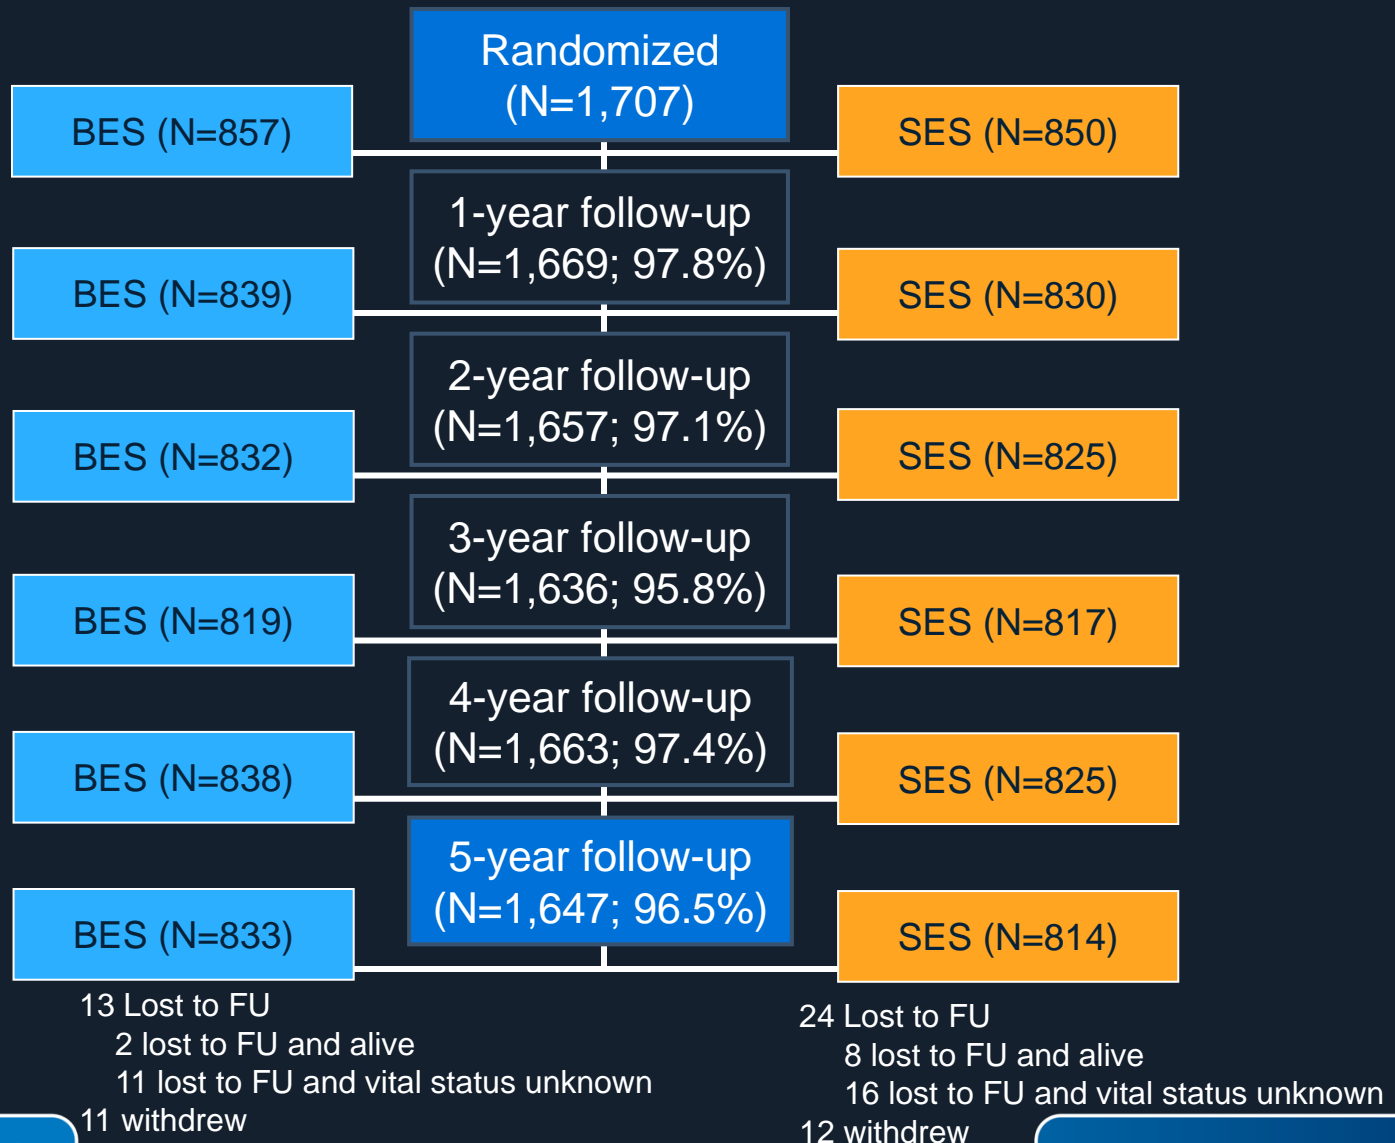 Randomized
(N=1,707)
BES (N=857)
SES (N=850)
1-year follow-up
(N=1,669; 97.8%)
BES (N=839)
SES (N=830)
2-year follow-up
(N=1,657; 97.1%)
BES (N=832)
SES (N=825)
3-year follow-up
(N=1,636; 95.8%)
BES (N=819)
SES (N=817)
4-year follow-up
(N=1,663; 97.4%)
BES (N=838)
SES (N=825)
5-year follow-up
(N=1,647; 96.5%)
BES (N=833)
SES (N=814)
13 Lost to FU
2 lost to FU and alive
11 lost to FU and vital status unknown
11 withdrew
24 Lost to FU
8 lost to FU and alive
16 lost to FU and vital status unknown
12 withdrew